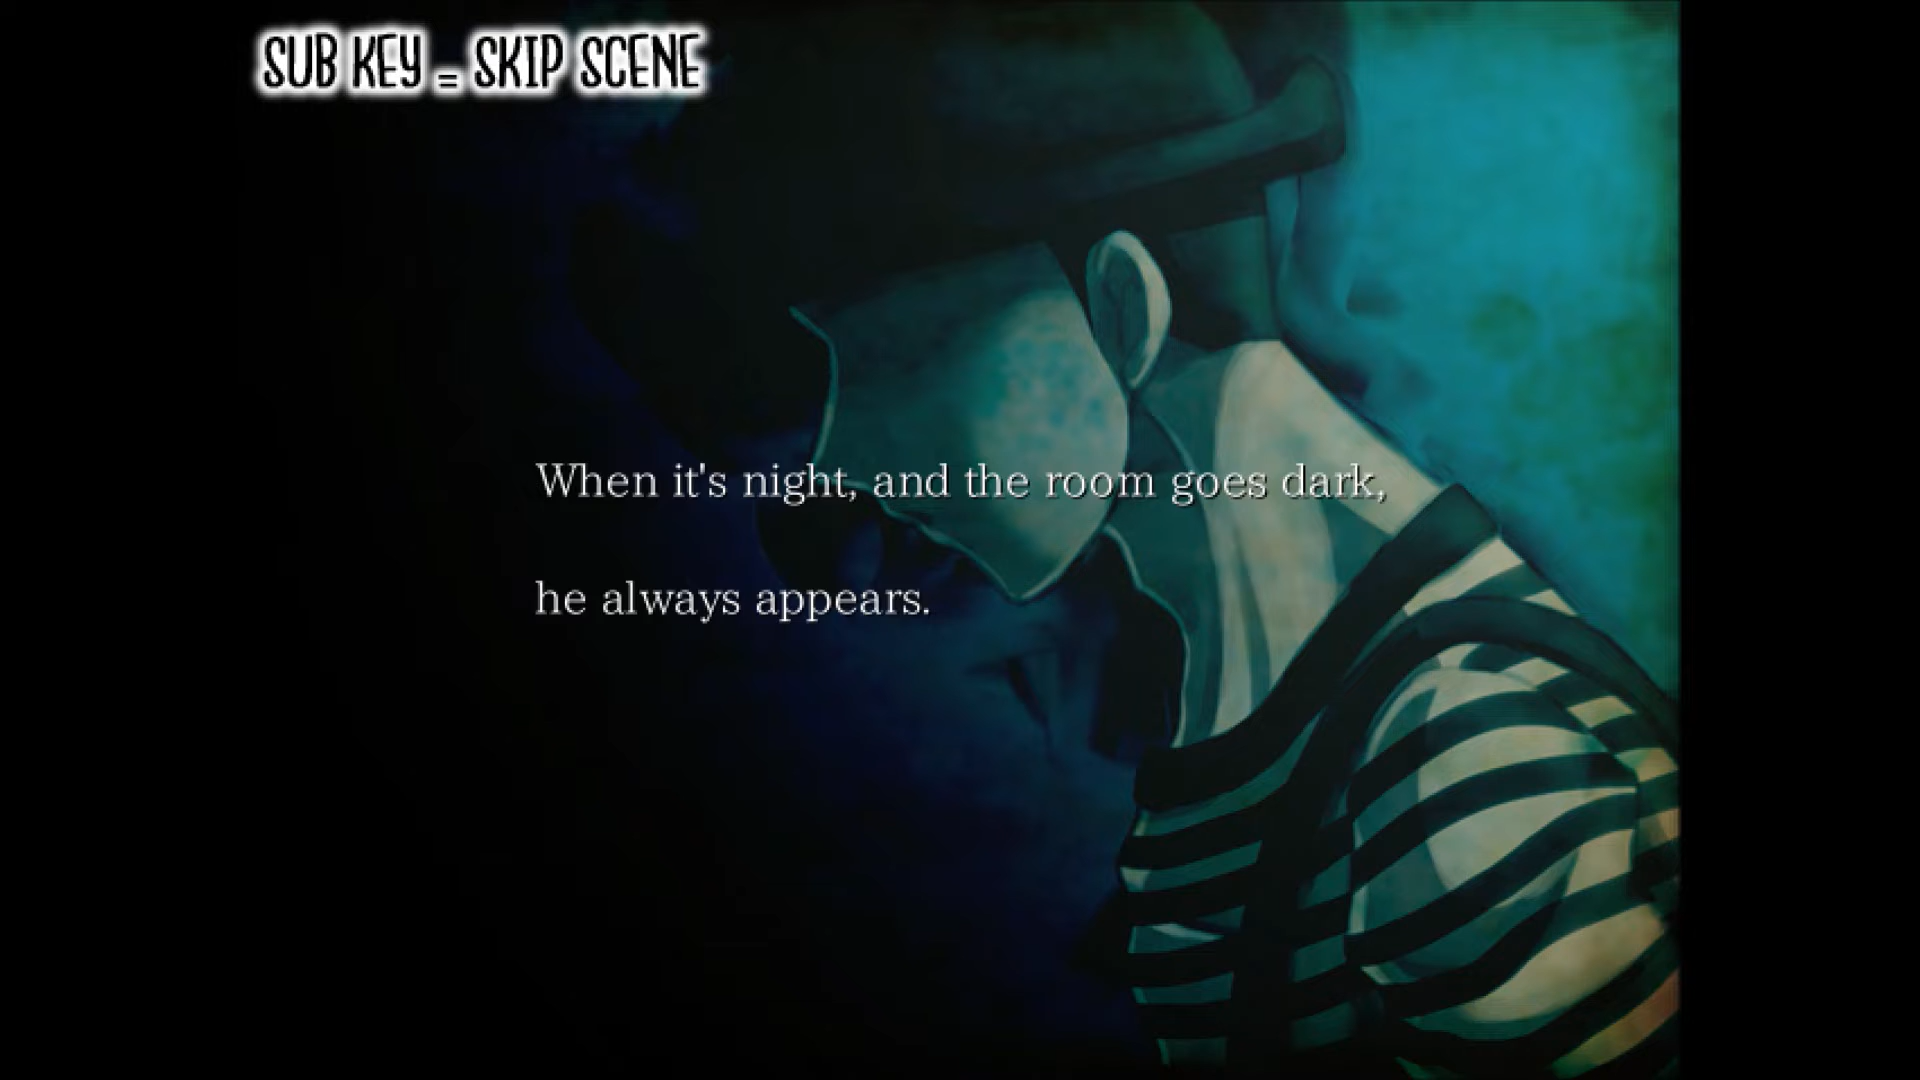 SUB KEY = SKIP SCENE
When it's night, and the room goes dark,
he always appears.